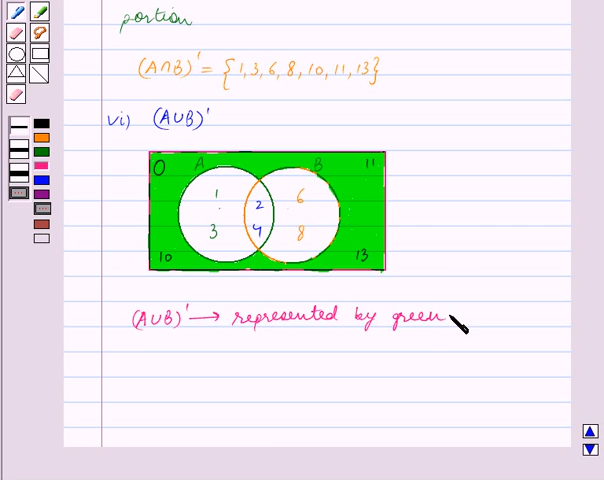 portion
(A∩B)' = {1, 3, 6, 8, 10, 11, 13}
vi) (A∪B)'
0 A B 11
1 2 6
3 4 8
10 13
(A∪B)' → represented by green